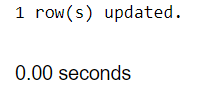 1 row(s) updated.
0.00 seconds